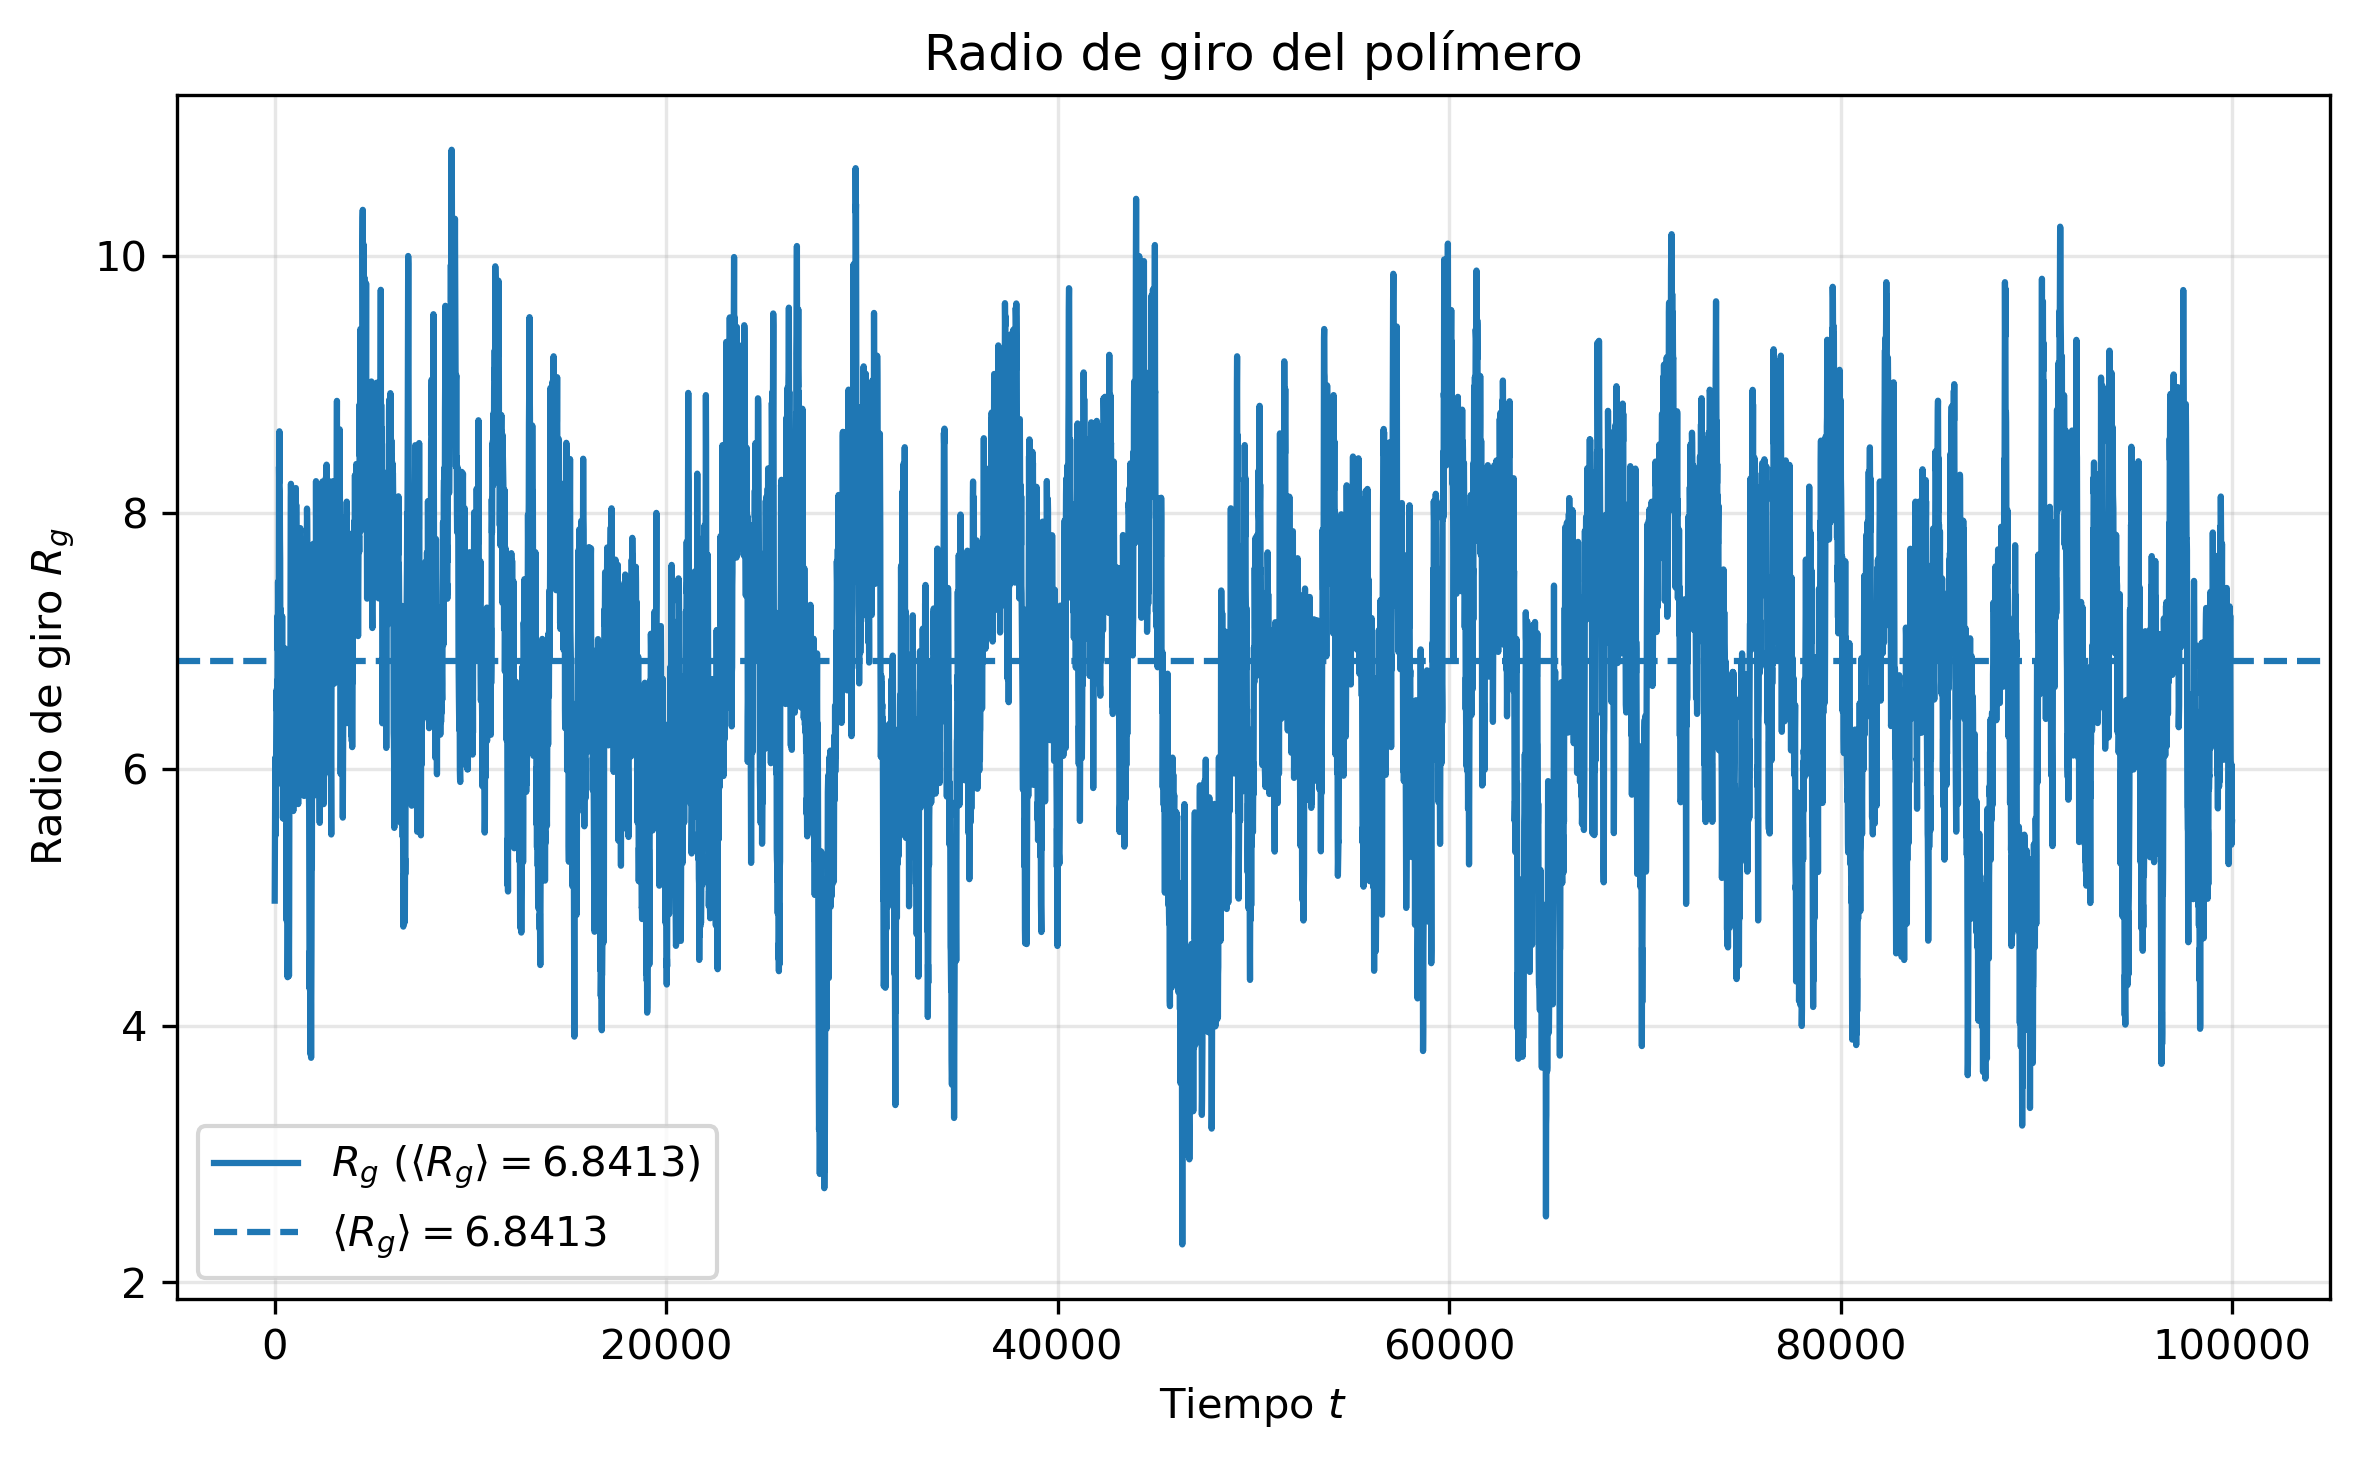 Radio de giro del polímero
Radio de giro R_g
10
8
6
4
2
R_g (⟨R_g⟩ = 6.8413)
⟨R_g⟩ = 6.8413
0 20000 40000 60000 80000 100000
Tiempo t